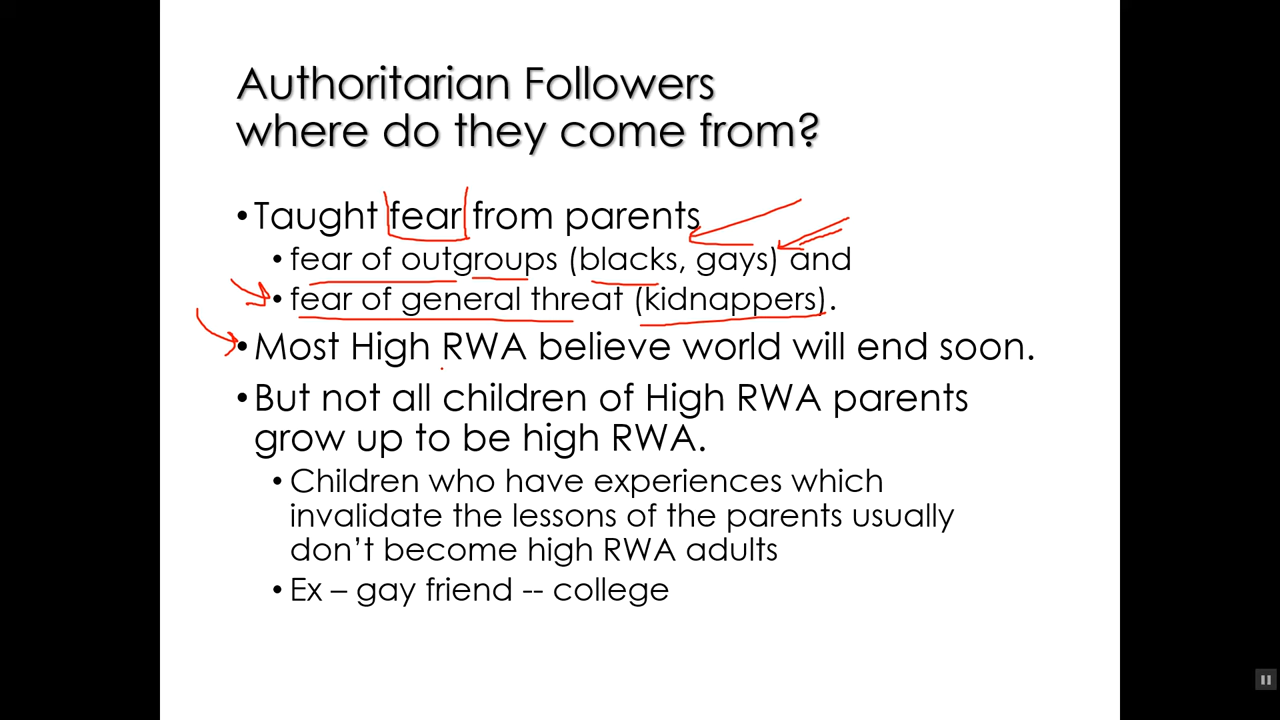 Authoritarian Followers
where do they come from?
• Taught fear from parents
• fear of outgroups (blacks, gays) and
• fear of general threat (kidnappers).
• Most High RWA believe world will end soon.
• But not all children of High RWA parents
grow up to be high RWA.
• Children who have experiences which
invalidate the lessons of the parents usually
don’t become high RWA adults
• Ex – gay friend -- college